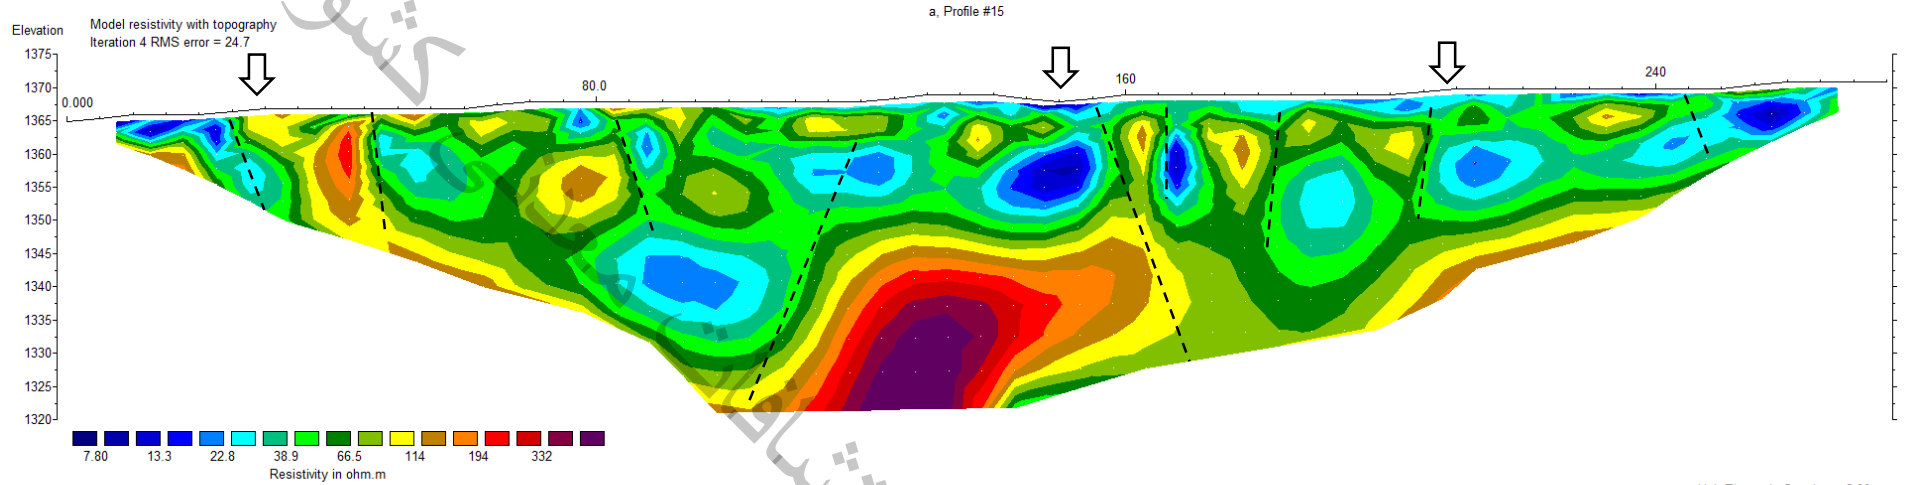 a, Profile #15
Model resistivity with topography
Elevation
Iteration 4 RMS error = 24.7
1375
1370
1365
1360
1355
1350
1345
1340
1335
1330
1325
1320
0.000
80.0
160
240
7.80 13.3 22.8 38.9 66.5 114 194 332
Resistivity in ohm.m